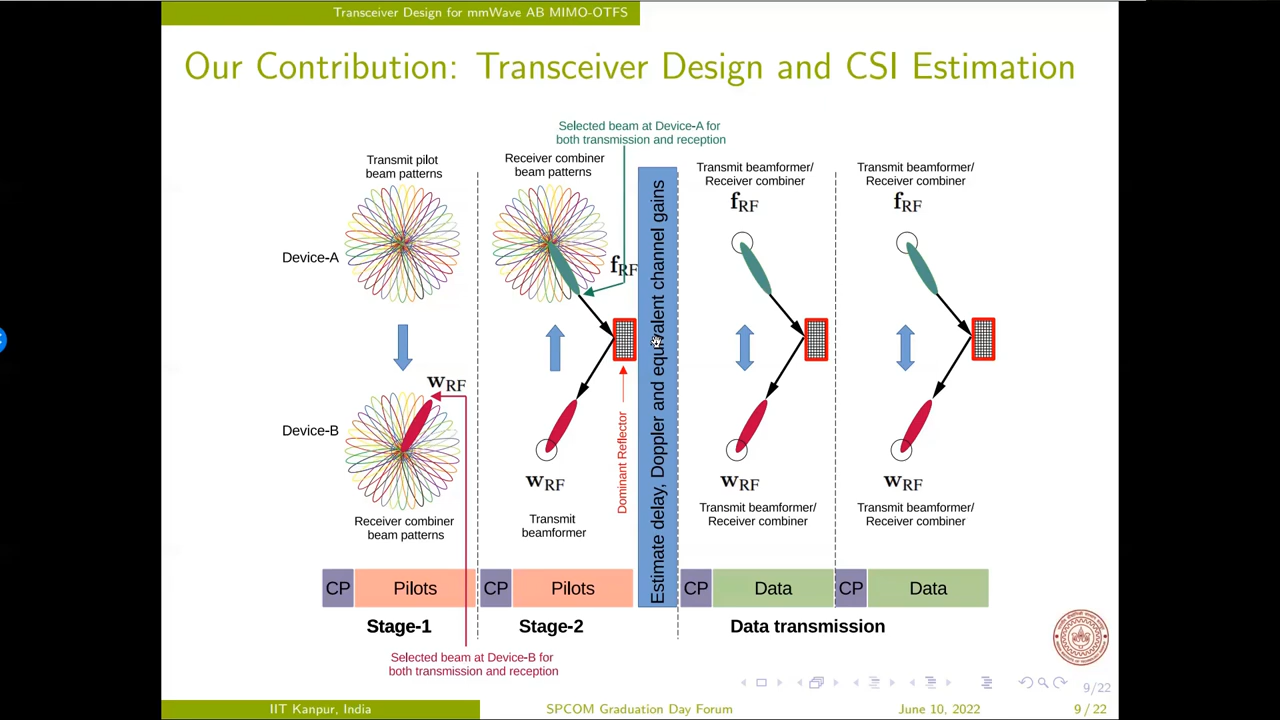 Transceiver Design for mmWave AB MIMO-OTFS
Our Contribution: Transceiver Design and CSI Estimation
Selected beam at Device-A for
both transmission and reception
Transmit pilot
beam patterns
Receiver combiner
beam patterns
Transmit beamformer/
Receiver combiner
Transmit beamformer/
Receiver combiner
f_RF
f_RF
Device-A
f_RF
Estimate delay, Doppler and equivalent channel gains
w_RF
Device-B
Dominant Reflector
w_RF
w_RF
w_RF
Receiver combiner
beam patterns
Transmit
beamformer
Transmit beamformer/
Receiver combiner
Transmit beamformer/
Receiver combiner
CP Pilots CP Pilots CP Data CP Data
Stage-1 Stage-2 Data transmission
Selected beam at Device-B for
both transmission and reception
9/22
IIT Kanpur, India SPCOM Graduation Day Forum June 10, 2022 9 / 22